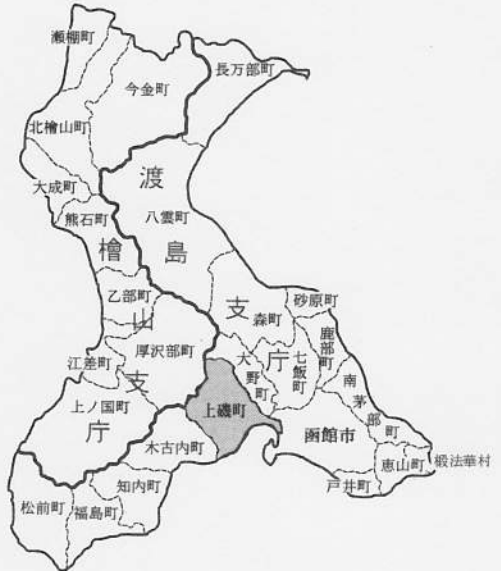 瀬棚町
長万部町
今金町
北檜山町
渡島支庁
大成町
八雲町
熊石町
檜山支庁
乙部町
森町
砂原町
鹿部町
七飯町
大野町
厚沢部町
江差町
南茅部町
上磯町
上ノ国町
函館市
木古内町
恵山町
椴法華村
戸井町
知内町
松前町
福島町